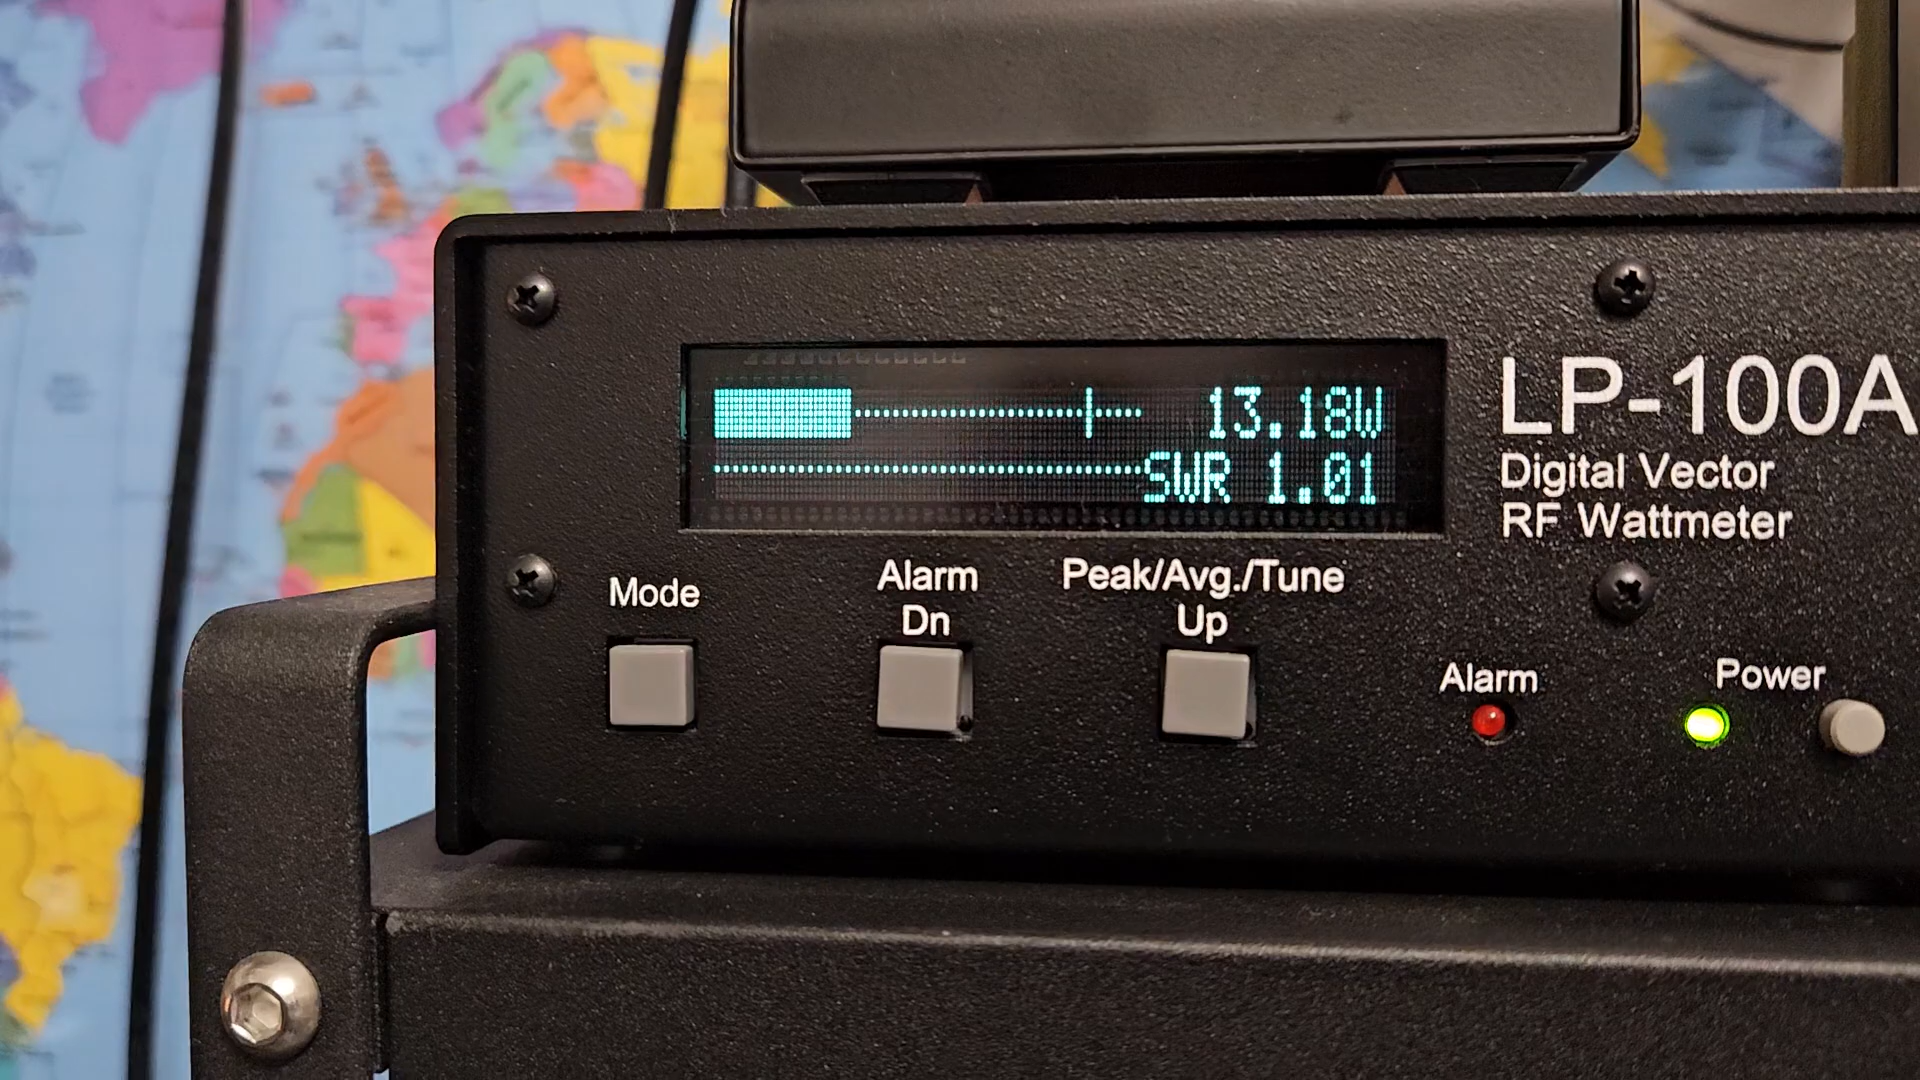 13.18W
SWR 1.01
LP-100A
Digital Vector
RF Wattmeter
Mode
Alarm
Dn
Peak/Avg./Tune
Up
Alarm
Power